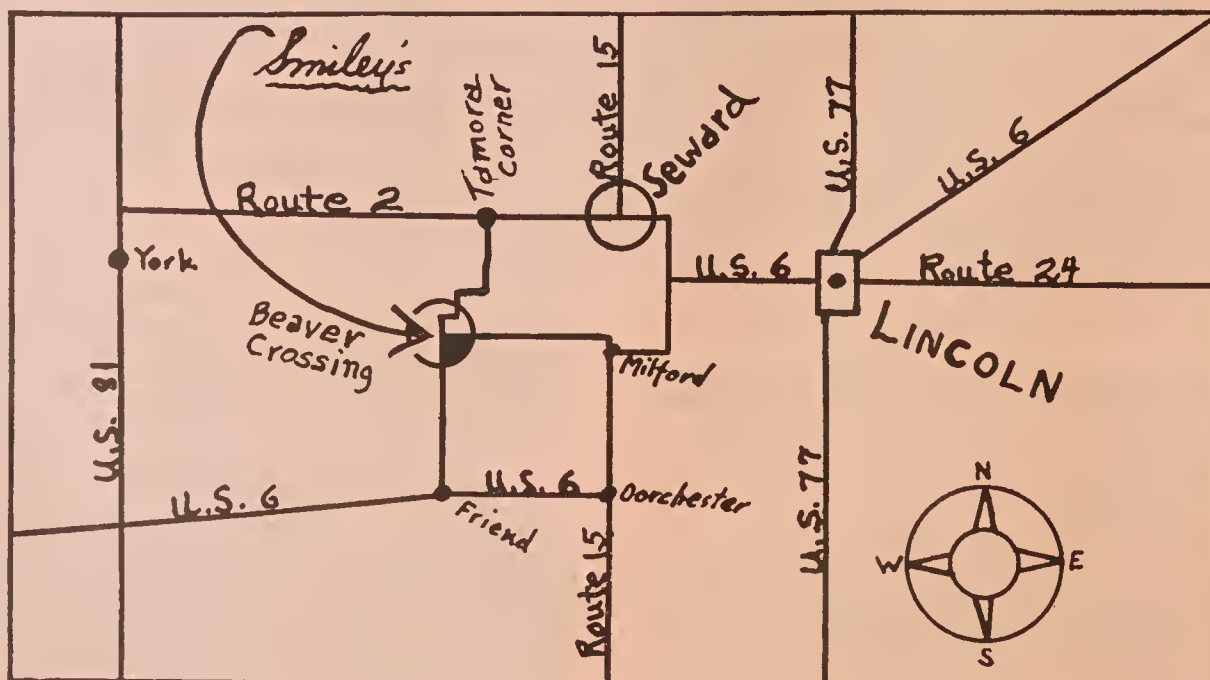 Smiley's
Tamora
Corner
Route 15
Seward
U.S. 77
U.S. 6
Route 2
York
U.S. 6
Route 24
Beaver
Crossing
LINCOLN
Milford
U.S. 81
U.S. 6
U.S. 6
Dorchester
Friend
U.S. 77
Route 15
N
W
E
S